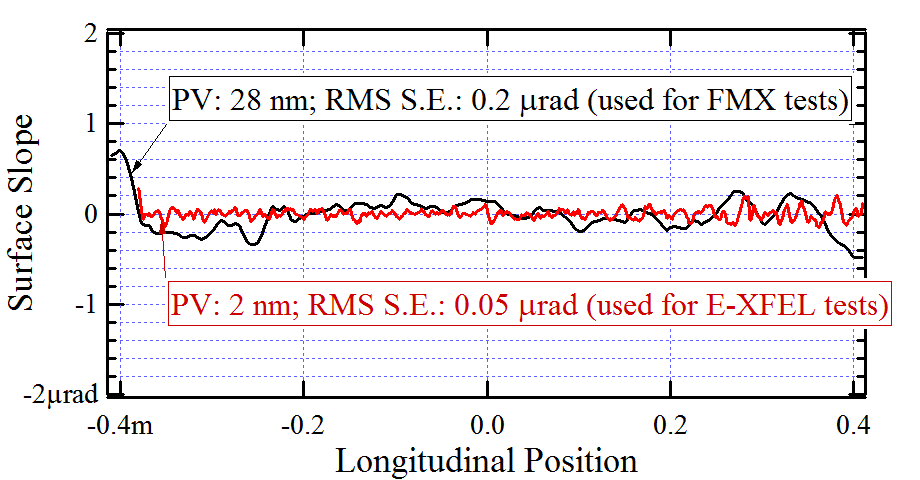 2
PV: 28 nm; RMS S.E.: 0.2 μrad (used for FMX tests)
1
Surface Slope
0
-1
PV: 2 nm; RMS S.E.: 0.05 μrad (used for E-XFEL tests)
-2μrad
-0.4m -0.2 0.0 0.2 0.4
Longitudinal Position